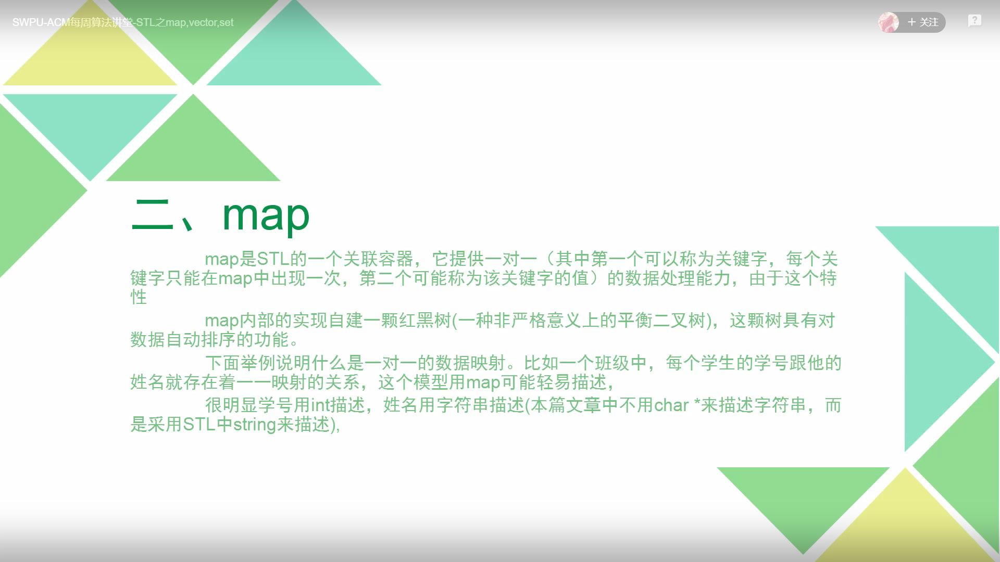 SWPU-ACM每周算法讲堂-STL之map,vector,set
+ 关注
?
二、map
map是STL的一个关联容器，它提供一对一（其中第一个可以称为关键字，每个关
键字只能在map中出现一次，第二个可能称为该关键字的值）的数据处理能力，由于这个特
性
map内部的实现自建一颗红黑树(一种非严格意义上的平衡二叉树)，这颗树具有对
数据自动排序的功能。
下面举例说明什么是一对一的数据映射。比如一个班级中，每个学生的学号跟他的
姓名就存在着一一映射的关系，这个模型用map可能轻易描述，
很明显学号用int描述，姓名用字符串描述(本篇文章中不用char *来描述字符串，而
是采用STL中string来描述),